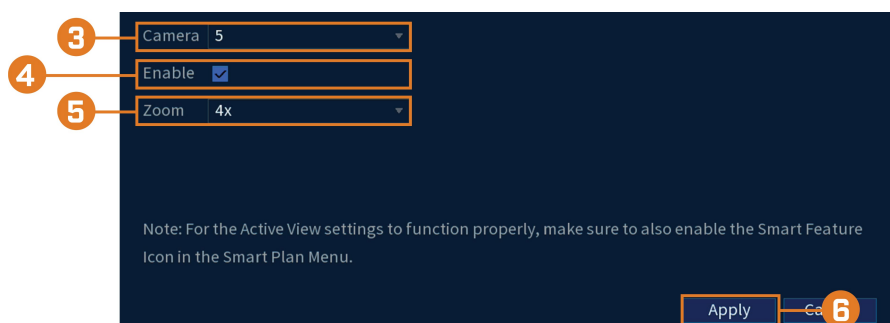 3 Camera 5
4 Enable
5 Zoom 4x
Note: For the Active View settings to function properly, make sure to also enable the Smart Feature
Icon in the Smart Plan Menu.
Apply 6